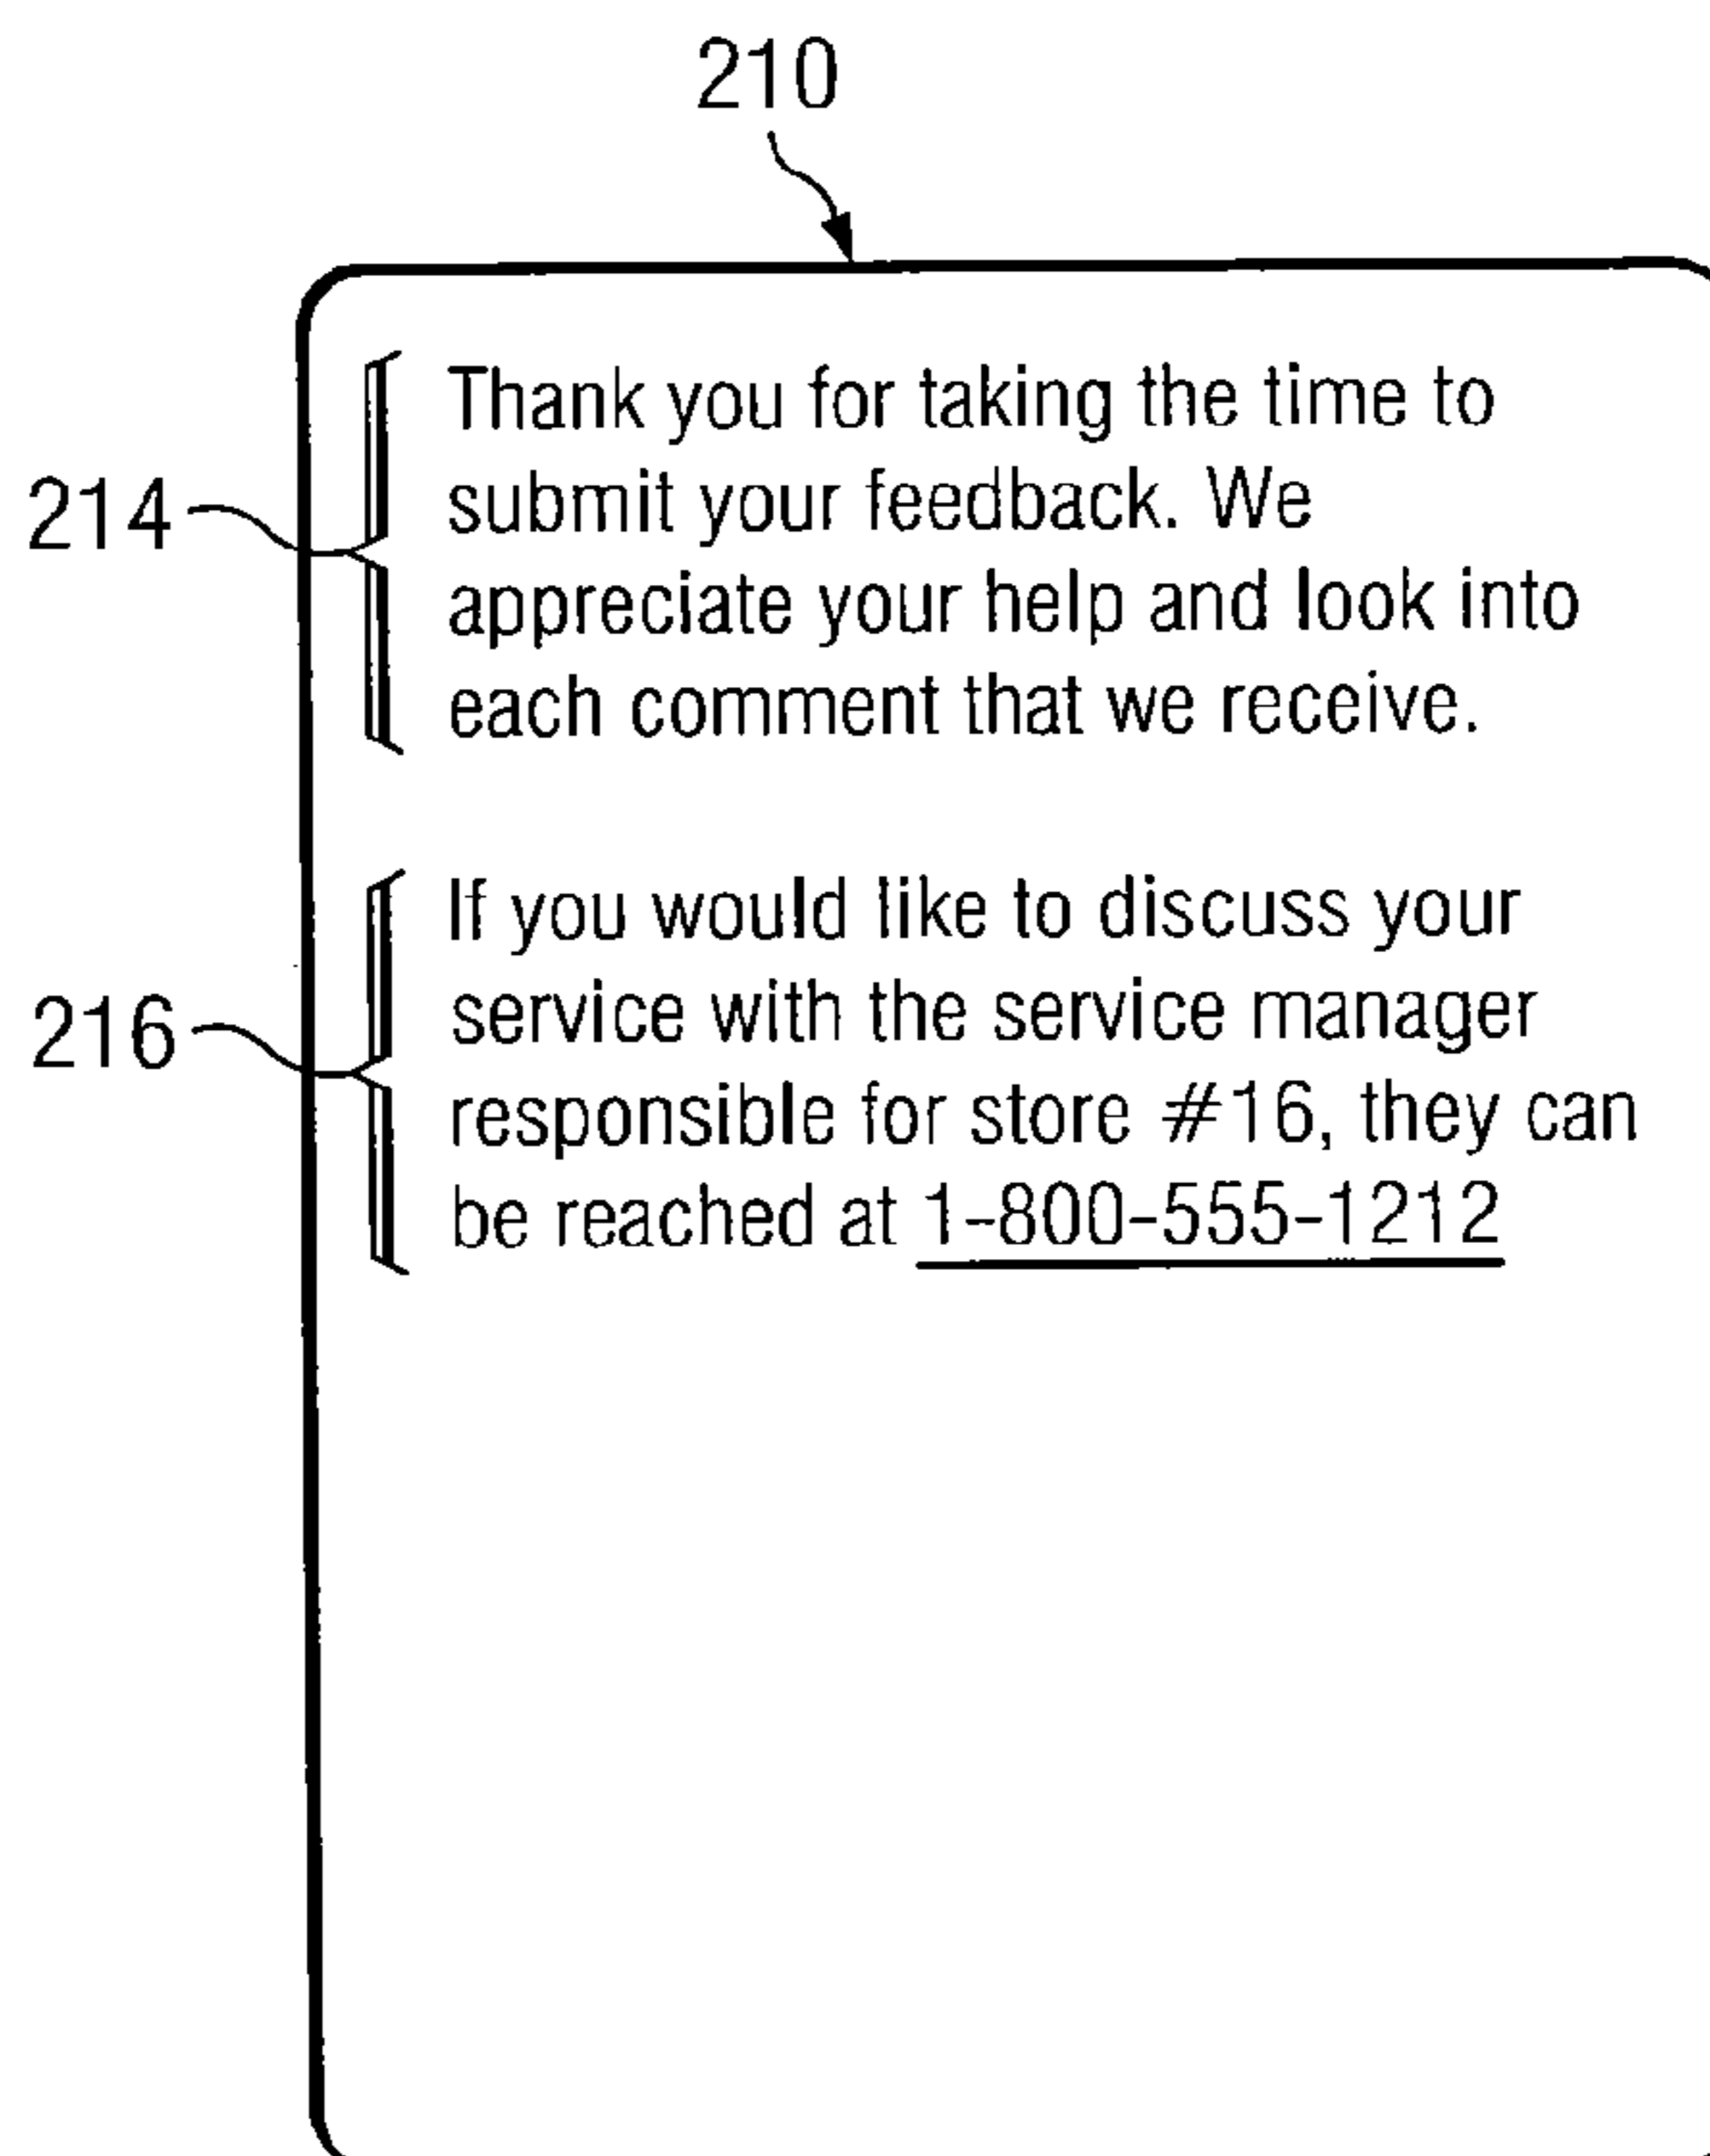 210
214
Thank you for taking the time to
submit your feedback. We
appreciate your help and look into
each comment that we receive.
216
If you would like to discuss your
service with the service manager
responsible for store #16, they can
be reached at 1-800-555-1212